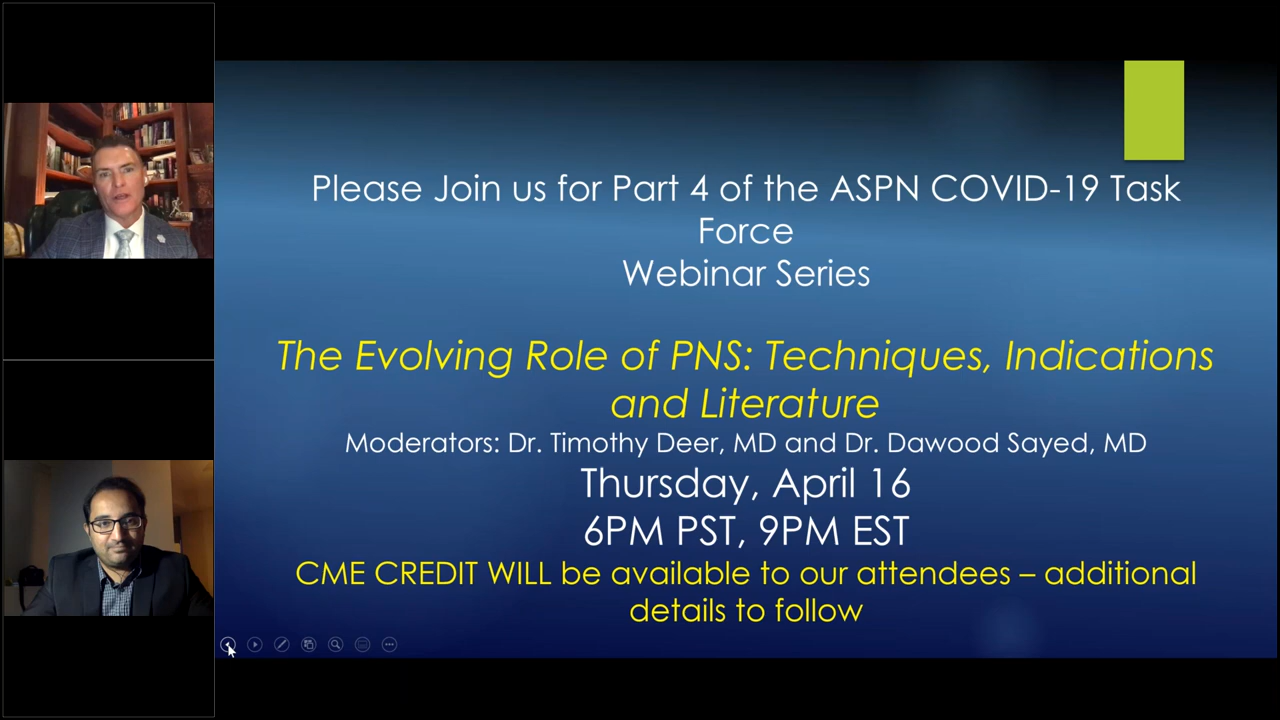 Please Join us for Part 4 of the ASPN COVID-19 Task
Force
Webinar Series
The Evolving Role of PNS: Techniques, Indications
and Literature
Moderators: Dr. Timothy Deer, MD and Dr. Dawood Sayed, MD
Thursday, April 16
6PM PST, 9PM EST
CME CREDIT WILL be available to our attendees – additional
details to follow